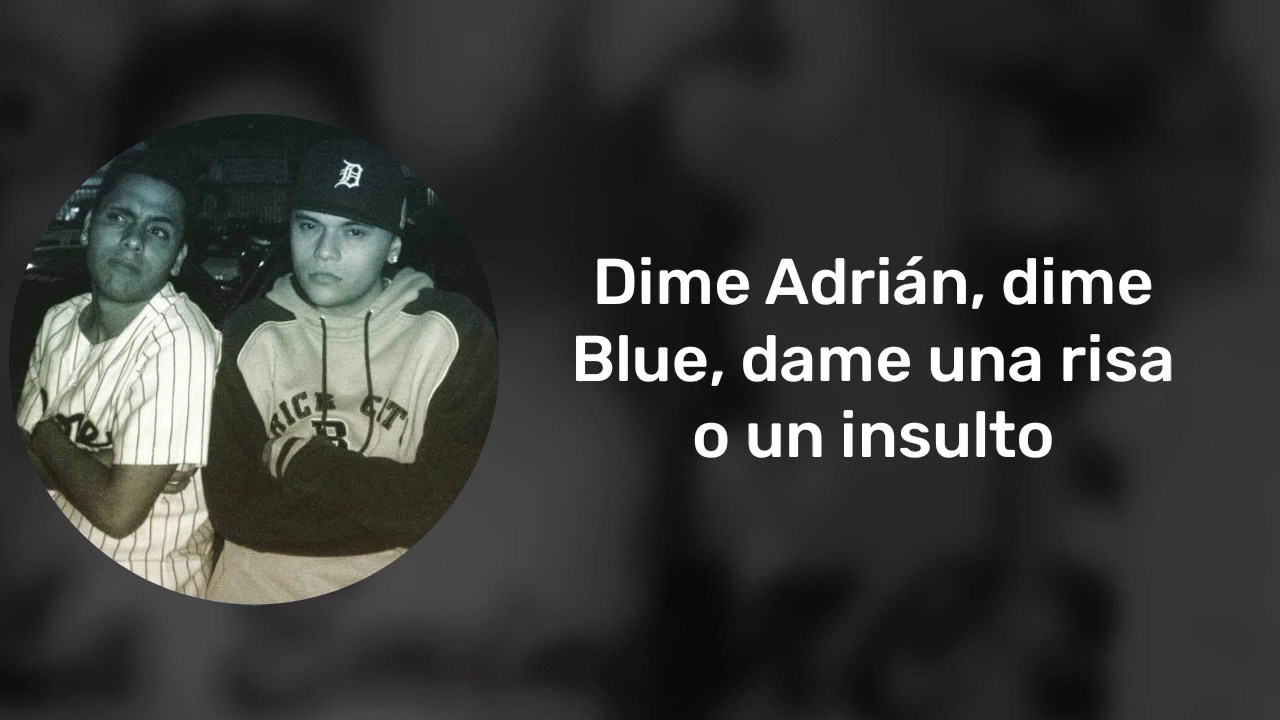 Dime Adrián, dime
Blue, dame una risa
o un insulto
D
B